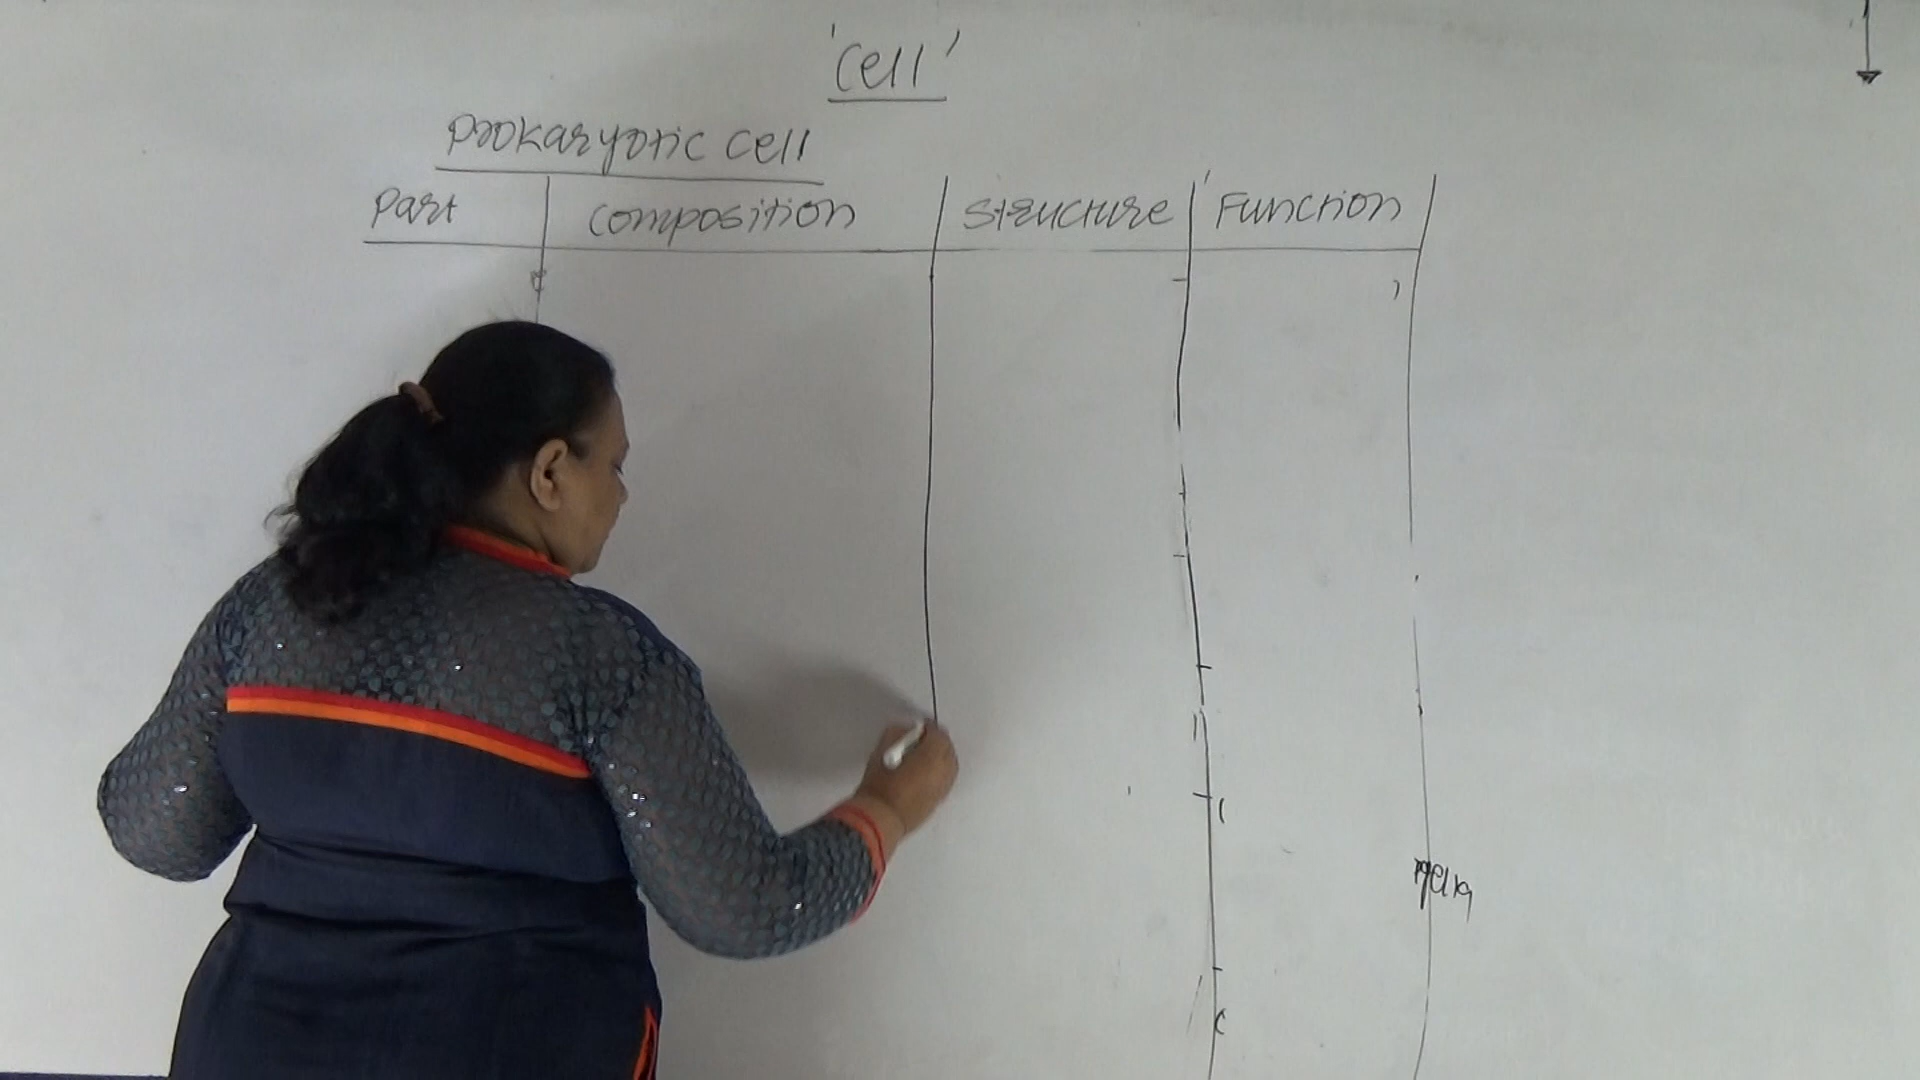 'Cell'
Prokaryotic cell
Part Composition Structure Function